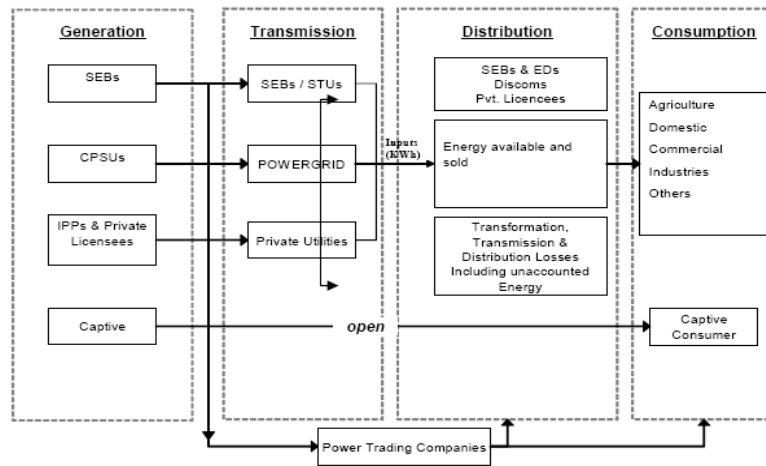 Generation
Transmission
Distribution
Consumption
SEBs
SEBs / STUs
SEBs & EDs
Discoms
Pvt. Licencees
Agriculture
Domestic
Commercial
Industries
Others
CPSUs
POWERGRID
Inputs
(KWh)
Energy available and
sold
IPPs & Private
Licensees
Private Utilities
Transformation,
Transmission &
Distribution Losses
Including unaccounted
Energy
Captive
open
Captive
Consumer
Power Trading Companies